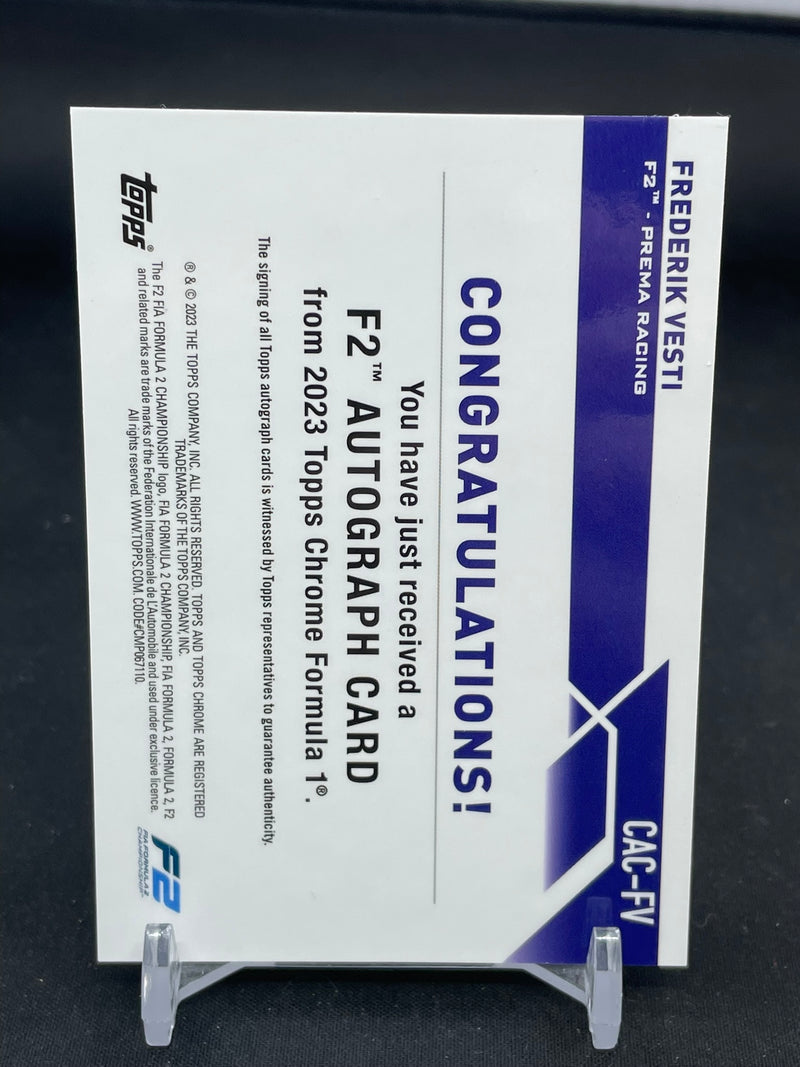 FREDERIK VESTI
F2™ - PREMA RACING
CAC-FV
CONGRATULATIONS!
You have just received a
F2™ AUTOGRAPH CARD
from 2023 Topps Chrome Formula 1®.
The signing of all Topps autograph cards is witnessed by Topps representatives to guarantee authenticity.
® & © 2023 THE TOPPS COMPANY, INC. ALL RIGHTS RESERVED. TOPPS AND TOPPS CHROME ARE REGISTERED
TRADEMARKS OF THE TOPPS COMPANY, INC.
The F2 FIA FORMULA 2 CHAMPIONSHIP logo, FIA FORMULA 2 CHAMPIONSHIP, FIA FORMULA 2, FORMULA 2, F2
and related marks are trade marks of the Federation Internationale de L'Automobile and used under exclusive licence.
All rights reserved. WWW.TOPPS.COM. CODE#CMP067110.
topps®
F2
FIA FORMULA 2
CHAMPIONSHIP™